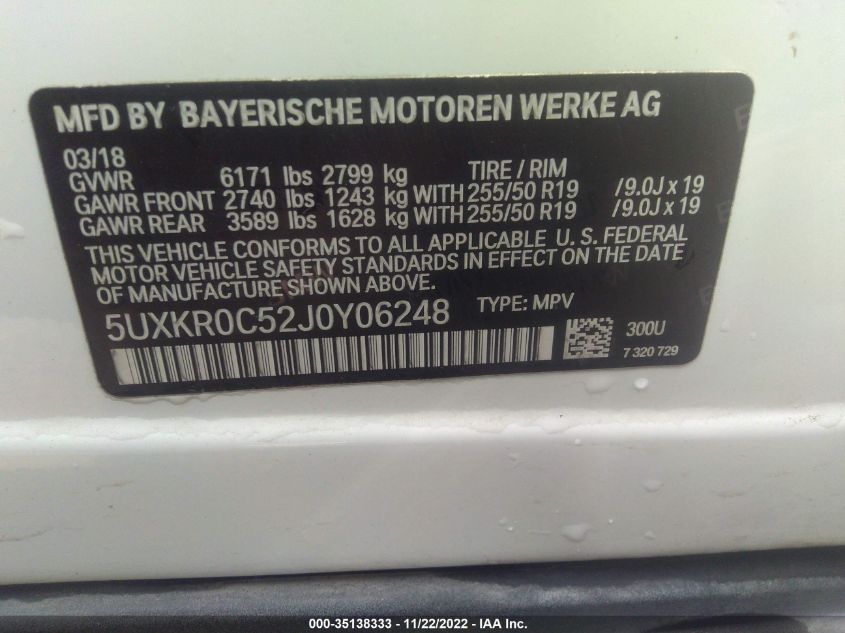 MFD BY BAYERISCHE MOTOREN WERKE AG
03/18
GVWR 6171 lbs 2799 kg TIRE / RIM
GAWR FRONT 2740 lbs 1243 kg WITH 255/50 R19 /9.0J x 19
GAWR REAR 3589 lbs 1628 kg WITH 255/50 R19 /9.0J x 19
THIS VEHICLE CONFORMS TO ALL APPLICABLE U. S. FEDERAL
MOTOR VEHICLE SAFETY STANDARDS IN EFFECT ON THE DATE
OF MANUFACTURE SHOWN ABOVE.
5UXKR0C52J0Y06248 TYPE: MPV
300U
7 320 729
000-35138333 - 11/22/2022 - IAA Inc.